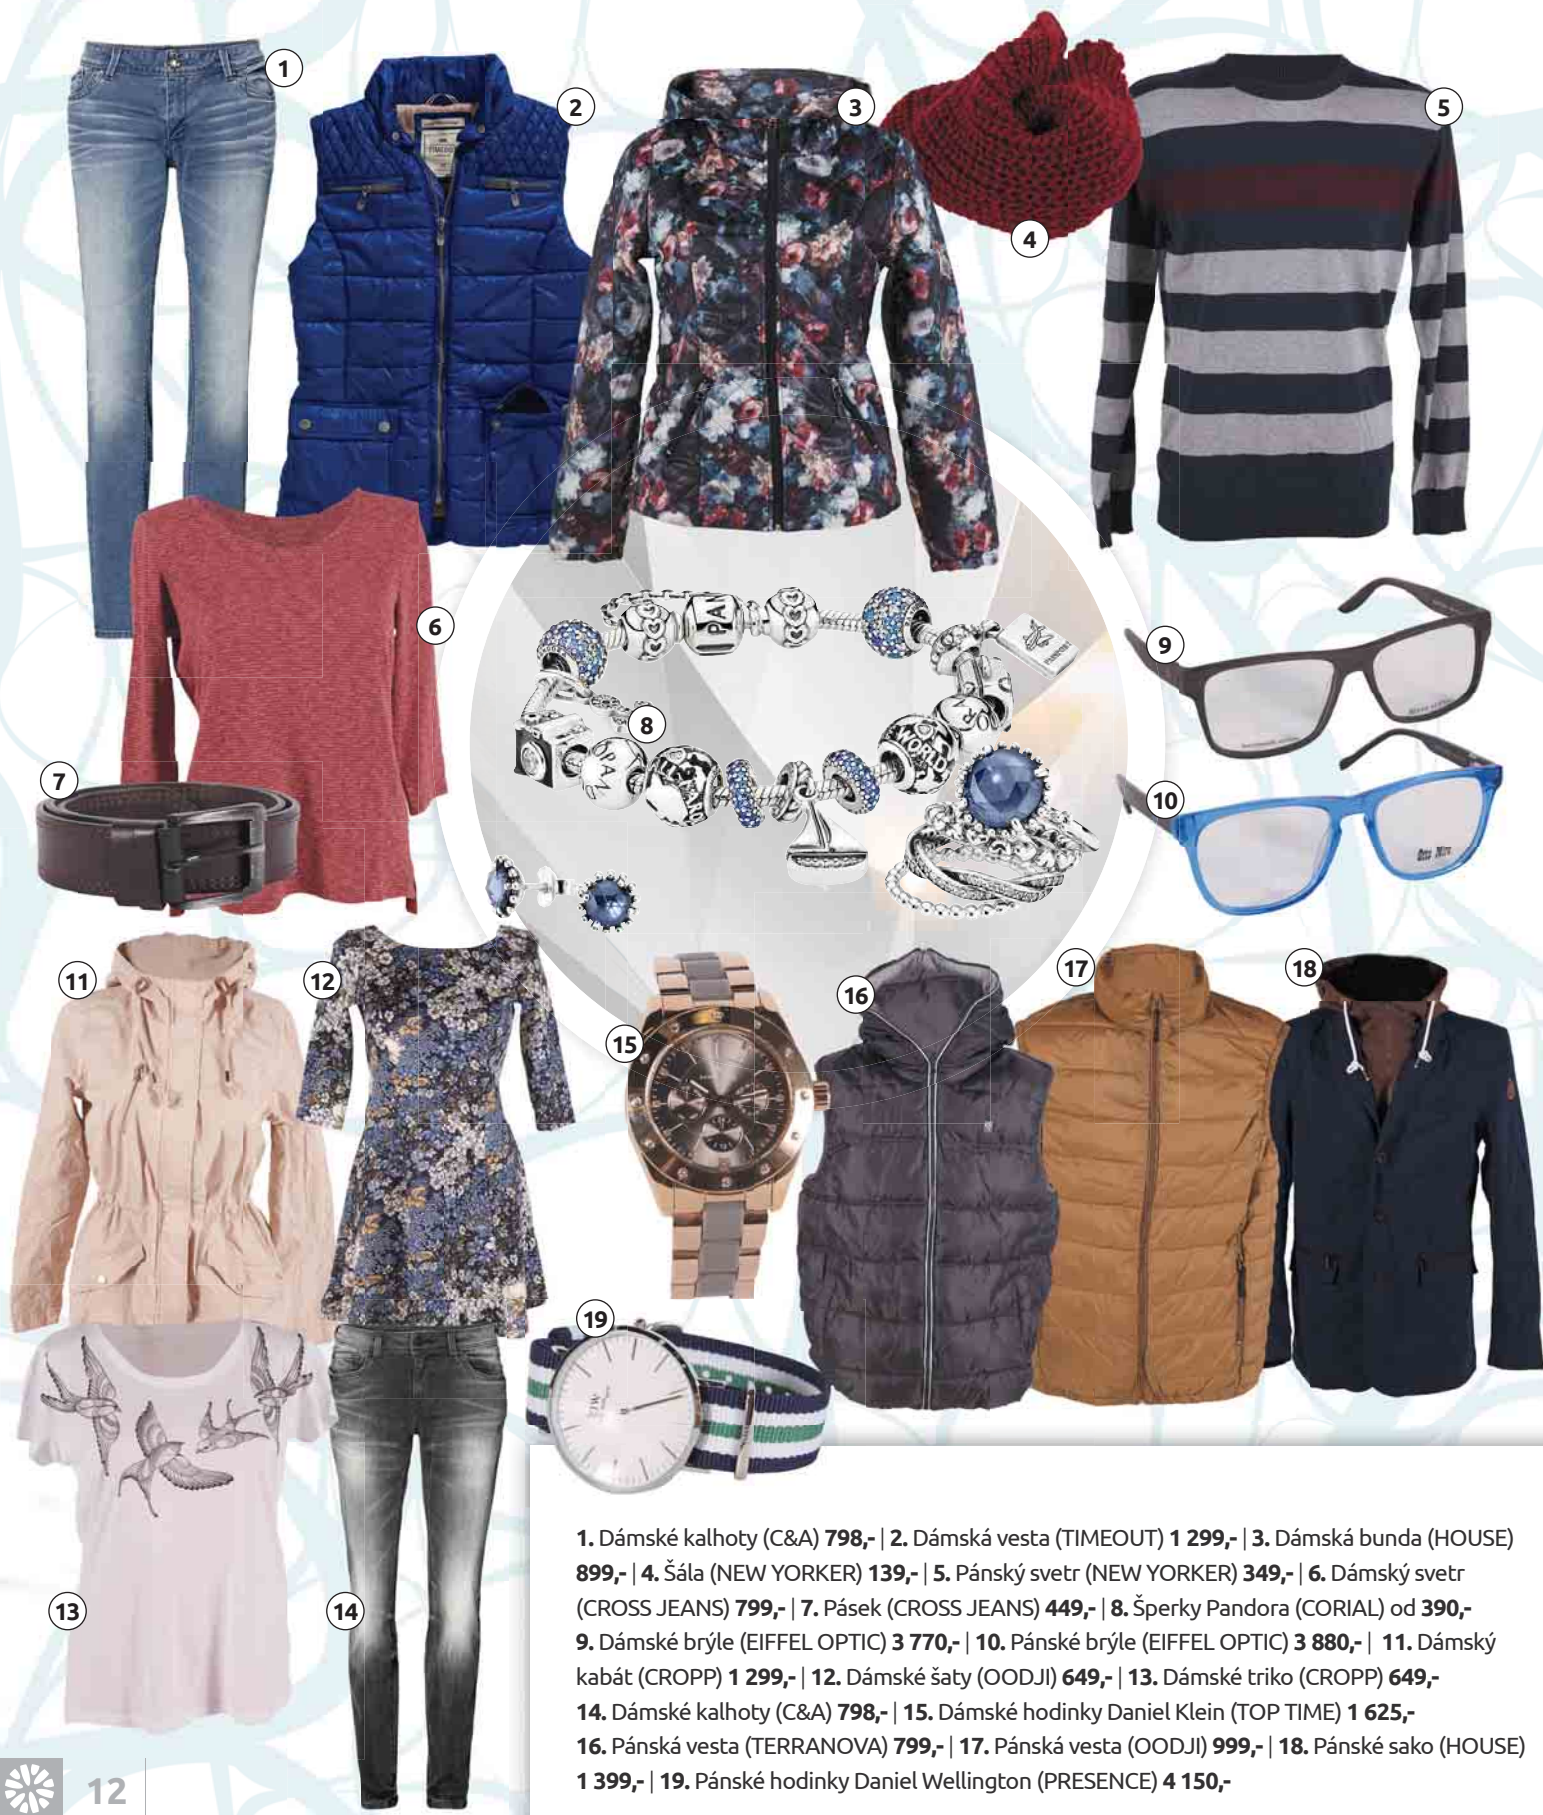 1
2
3
4
5
6
7
8
9
10
11
12
13
14
15
16
17
18
19
PAN
PASSPORT
WORLD
DW
1. Dámské kalhoty (C&A) 798,- | 2. Dámská vesta (TIMEOUT) 1 299,- | 3. Dámská bunda (HOUSE)
899,- | 4. Šála (NEW YORKER) 139,- | 5. Pánský svetr (NEW YORKER) 349,- | 6. Dámský svetr
(CROSS JEANS) 799,- | 7. Pásek (CROSS JEANS) 449,- | 8. Šperky Pandora (CORIAL) od 390,-
9. Dámské brýle (EIFFEL OPTIC) 3 770,- | 10. Pánské brýle (EIFFEL OPTIC) 3 880,- | 11. Dámský
kabát (CROPP) 1 299,- | 12. Dámské šaty (OODJI) 649,- | 13. Dámské triko (CROPP) 649,-
14. Dámské kalhoty (C&A) 798,- | 15. Dámské hodinky Daniel Klein (TOP TIME) 1 625,-
16. Pánská vesta (TERRANOVA) 799,- | 17. Pánská vesta (OODJI) 999,- | 18. Pánské sako (HOUSE)
1 399,- | 19. Pánské hodinky Daniel Wellington (PRESENCE) 4 150,-
12